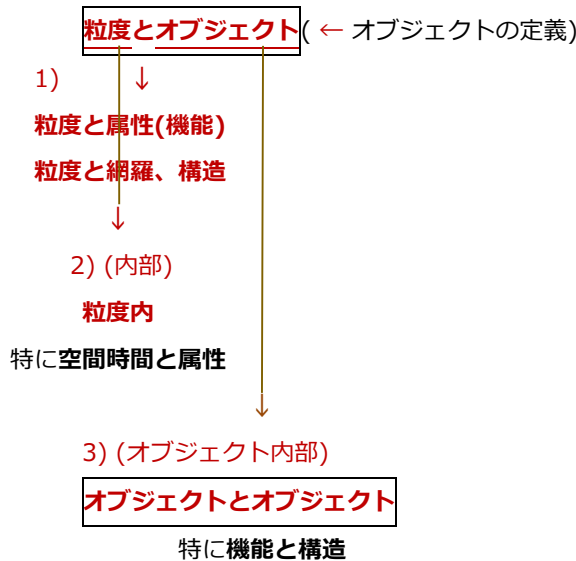 粒度とオブジェクト( ← オブジェクトの定義)
1) ↓
粒度と属性(機能)
粒度と網羅、構造
↓
2) (内部)
粒度内
特に空間時間と属性
↓
3) (オブジェクト内部)
オブジェクトとオブジェクト
特に機能と構造